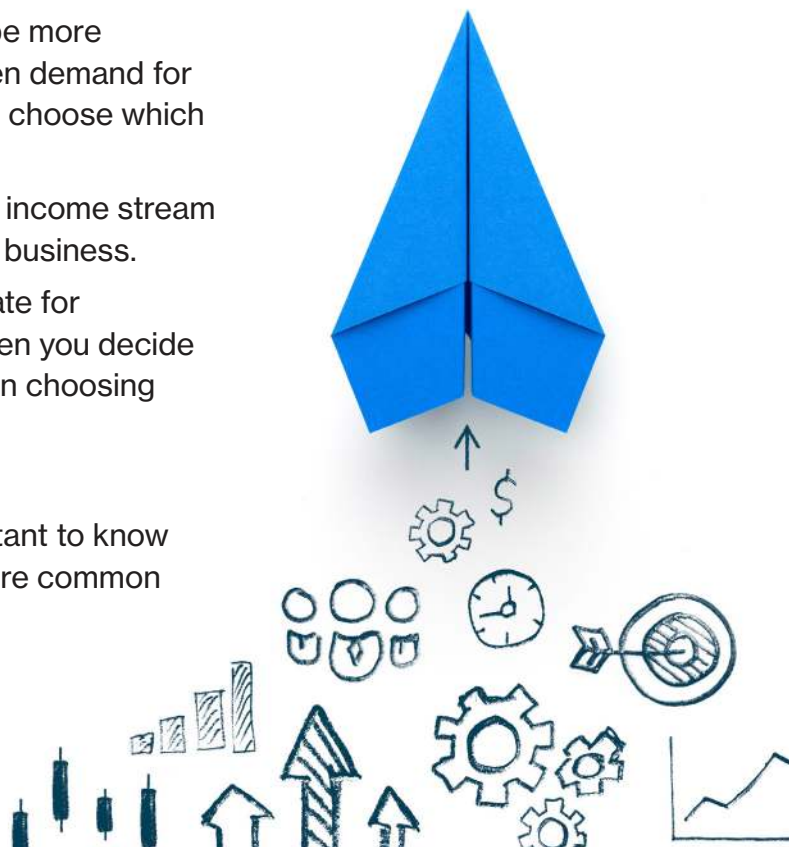 be more
en demand for
choose which
income stream
business.
ate for
en you decide
n choosing
tant to know
re common
$